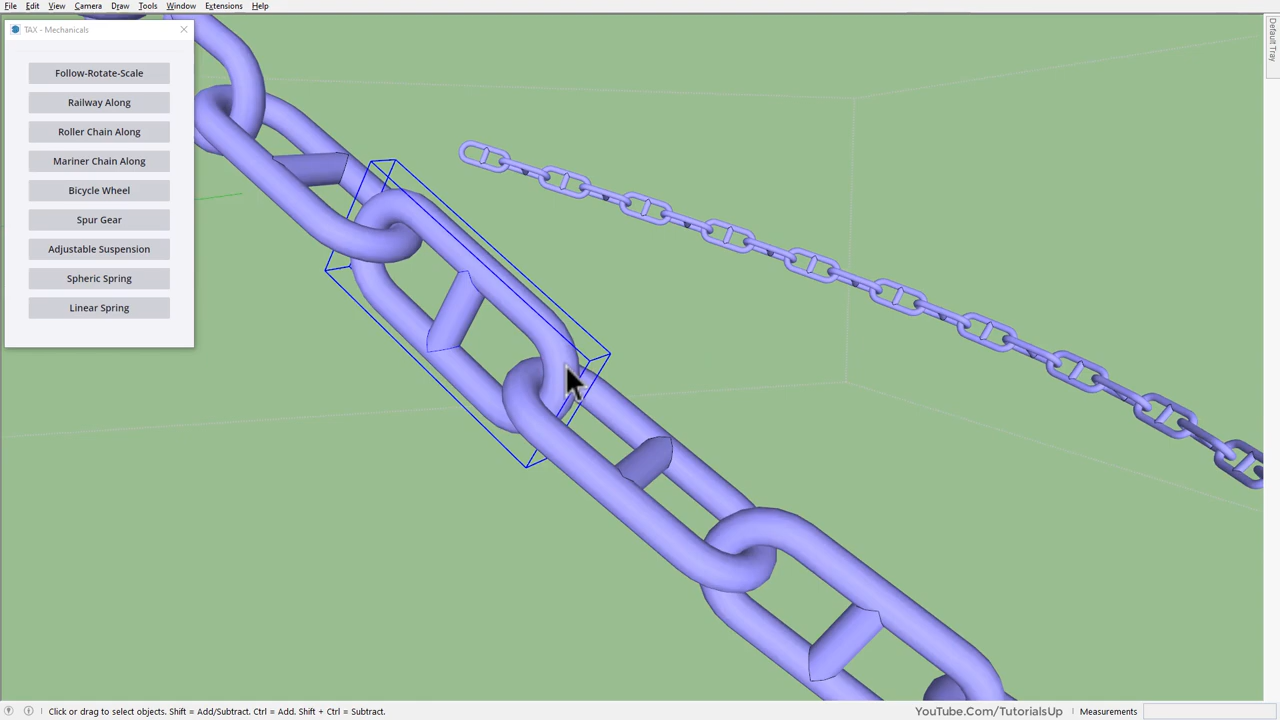 File Edit View Camera Draw Tools Window Extensions Help
TAX - Mechanicals
Follow-Rotate-Scale
Railway Along
Roller Chain Along
Mariner Chain Along
Bicycle Wheel
Spur Gear
Adjustable Suspension
Spheric Spring
Linear Spring
Default Tray
Click or drag to select objects. Shift = Add/Subtract. Ctrl = Add. Shift + Ctrl = Subtract.
YouTube.Com/TutorialsUp
Measurements